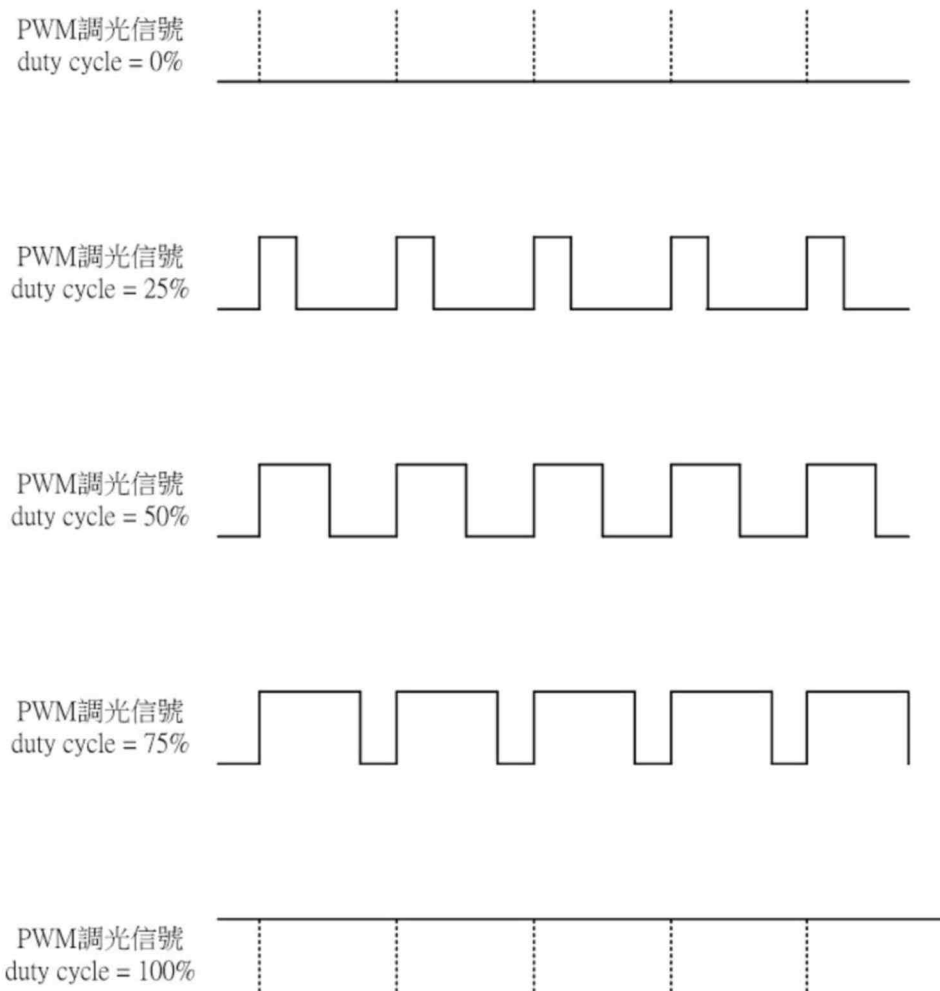 PWM調光信號
duty cycle = 0%
PWM調光信號
duty cycle = 25%
PWM調光信號
duty cycle = 50%
PWM調光信號
duty cycle = 75%
PWM調光信號
duty cycle = 100%